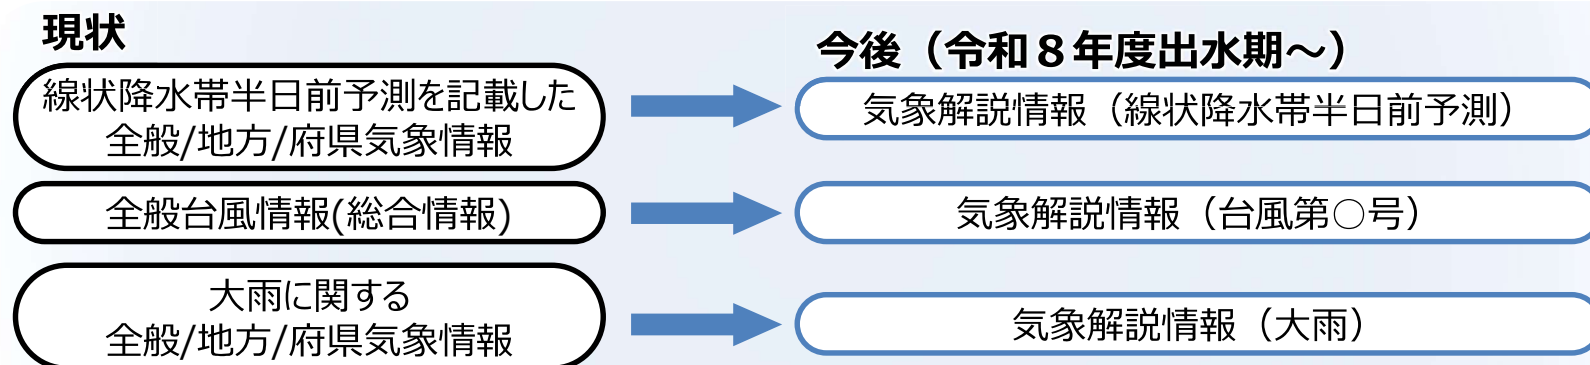 現状
今後（令和８年度出水期～）
線状降水帯半日前予測を記載した
全般/地方/府県気象情報
気象解説情報（線状降水帯半日前予測）
全般台風情報(総合情報)
気象解説情報（台風第○号）
大雨に関する
全般/地方/府県気象情報
気象解説情報（大雨）